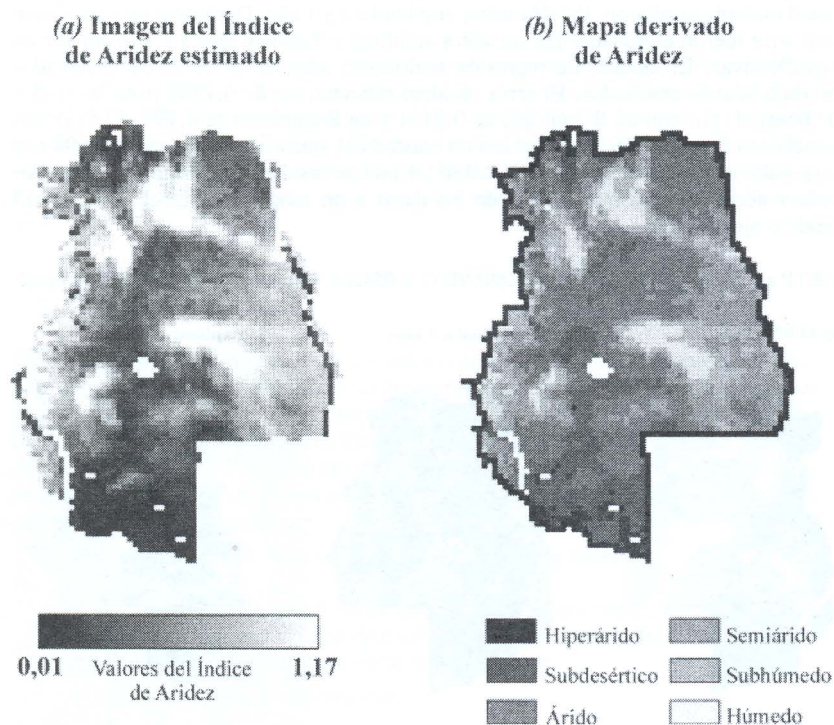 (a) Imagen del Índice
de Aridez estimado
(b) Mapa derivado
de Aridez
0,01 Valores del Índice 1,17
de Aridez
Hiperárido
Semiárido
Subdesértico
Subhúmedo
Árido
Húmedo